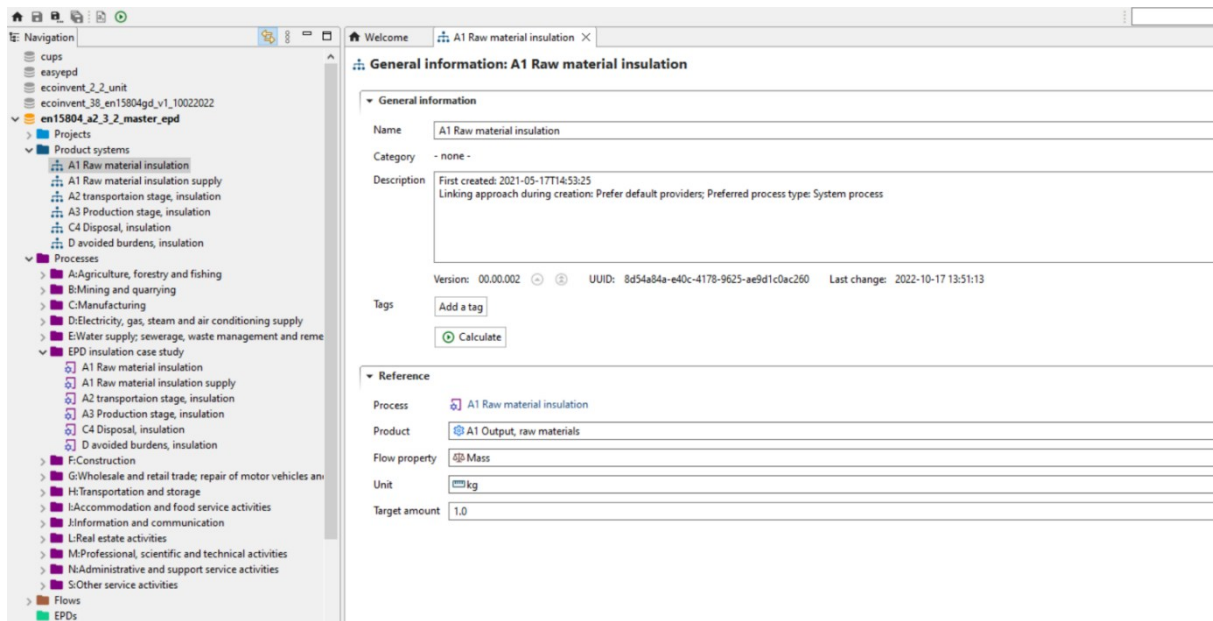 Navigation
cups
easyepd
ecoinvent_2_2_unit
ecoinvent_38_en15804gd_v1_10022022
en15804_a2_3_2_master_epd
Projects
Product systems
A1 Raw material insulation
A1 Raw material insulation supply
A2 transportaion stage, insulation
A3 Production stage, insulation
C4 Disposal, insulation
D avoided burdens, insulation
Processes
A:Agriculture, forestry and fishing
B:Mining and quarrying
C:Manufacturing
D:Electricity, gas, steam and air conditioning supply
E:Water supply; sewerage, waste management and reme
EPD insulation case study
A1 Raw material insulation
A1 Raw material insulation supply
A2 transportaion stage, insulation
A3 Production stage, insulation
C4 Disposal, insulation
D avoided burdens, insulation
F:Construction
G:Wholesale and retail trade; repair of motor vehicles an
H:Transportation and storage
I:Accommodation and food service activities
J:Information and communication
L:Real estate activities
M:Professional, scientific and technical activities
N:Administrative and support service activities
S:Other service activities
Flows
EPDs
Welcome
A1 Raw material insulation
General information: A1 Raw material insulation
General information
Name A1 Raw material insulation
Category - none -
Description First created: 2021-05-17T14:53:25
Linking approach during creation: Prefer default providers; Preferred process type: System process
Version: 00.00.002 UUID: 8d54a84a-e40c-4178-9625-ae9d1c0ac260 Last change: 2022-10-17 13:51:13
Tags Add a tag
Calculate
Reference
Process A1 Raw material insulation
Product A1 Output, raw materials
Flow property Mass
Unit kg
Target amount 1.0